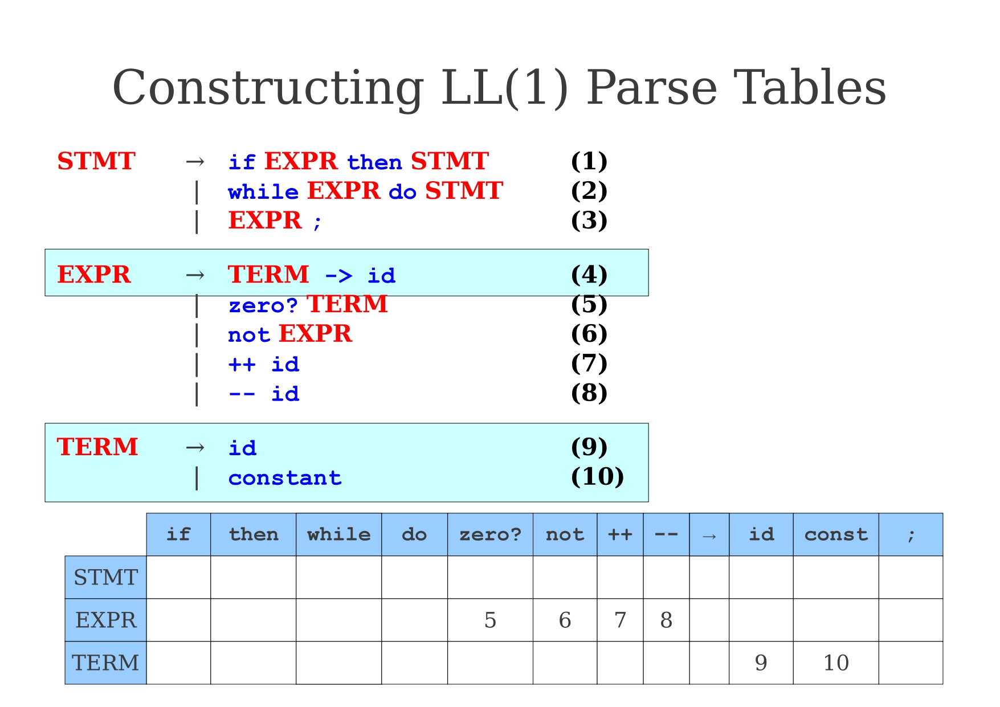 Constructing LL(1) Parse Tables
STMT → if EXPR then STMT (1)
| while EXPR do STMT (2)
| EXPR ; (3)
EXPR → TERM -> id (4)
| zero? TERM (5)
| not EXPR (6)
| ++ id (7)
| -- id (8)
TERM → id (9)
| constant (10)
if then while do zero? not ++ -- → id const ;
STMT
EXPR 5 6 7 8
TERM 9 10